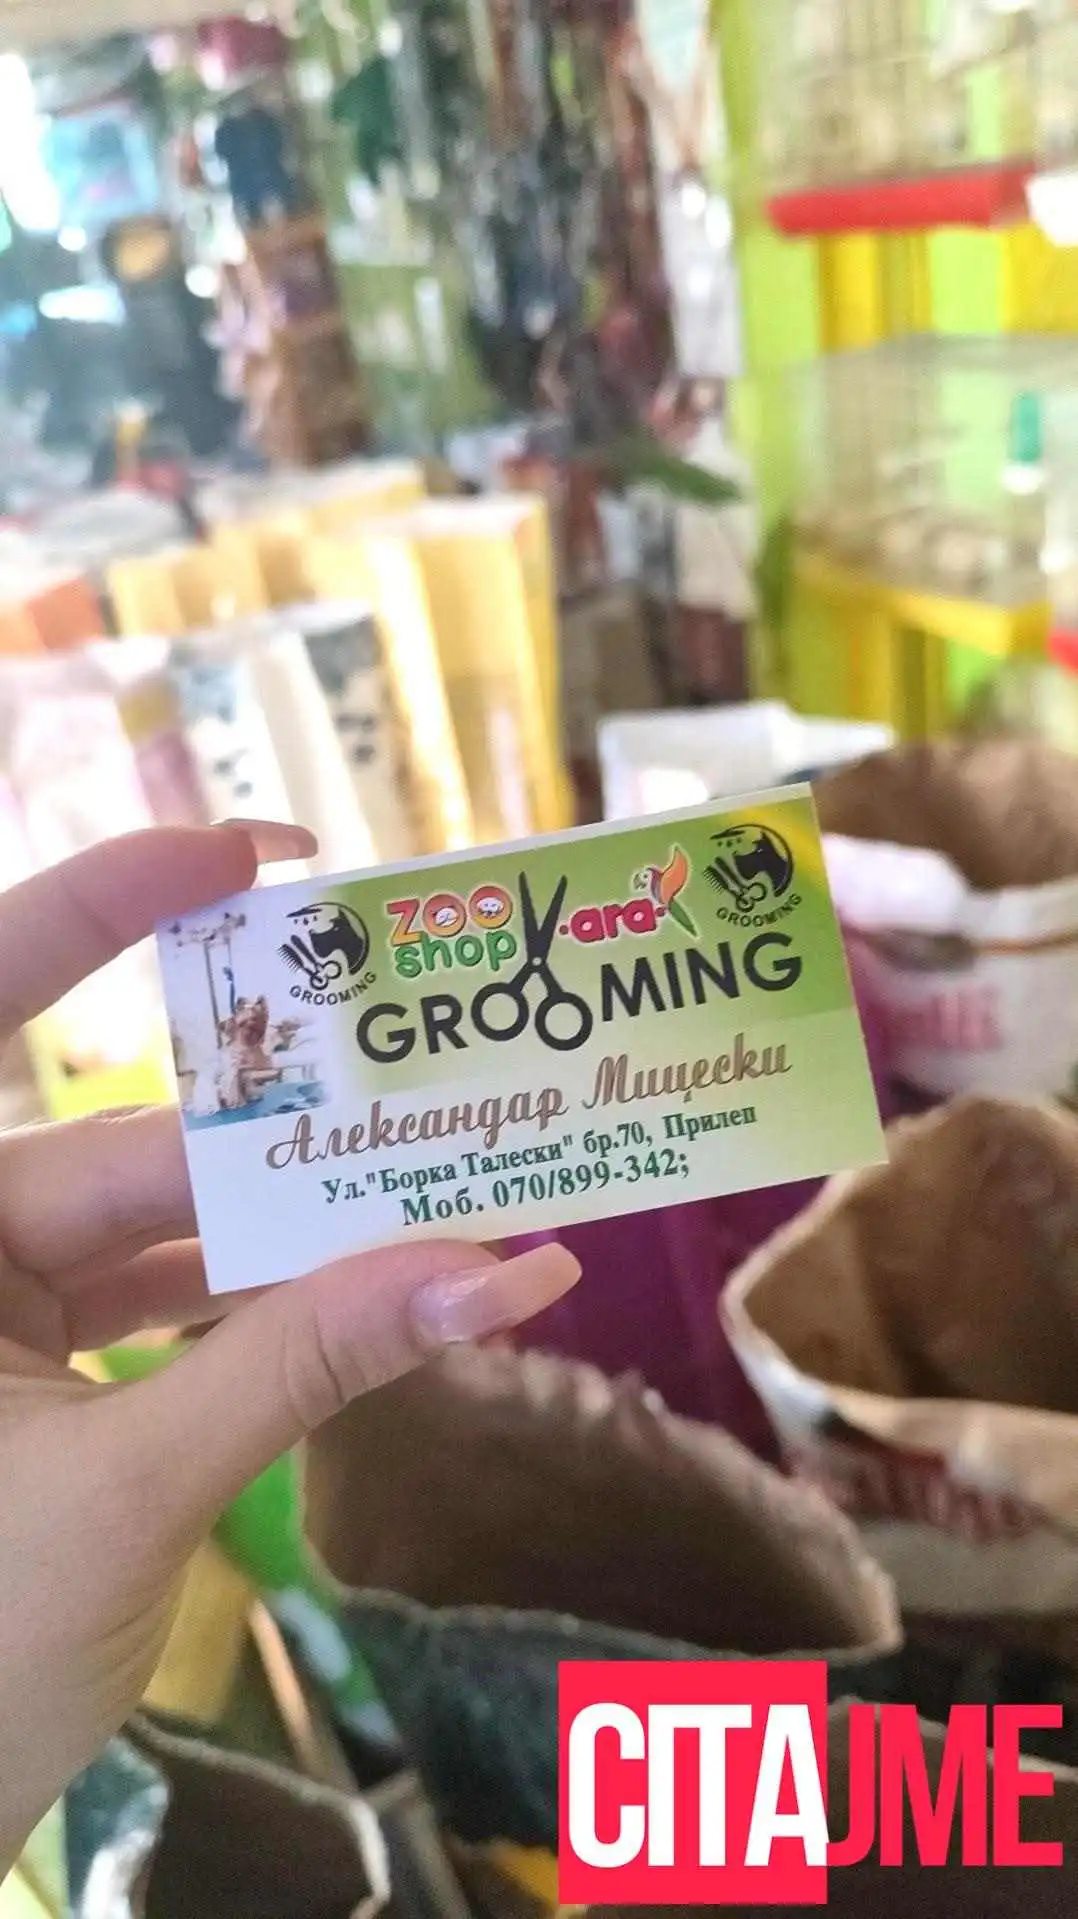 ZOO shop •ara•
GROOMING
GROOMING
GROOMING
Александар Мицески
Ул."Борка Талески" бр.70, Прилеп
Моб. 070/899-342;
CITAJME